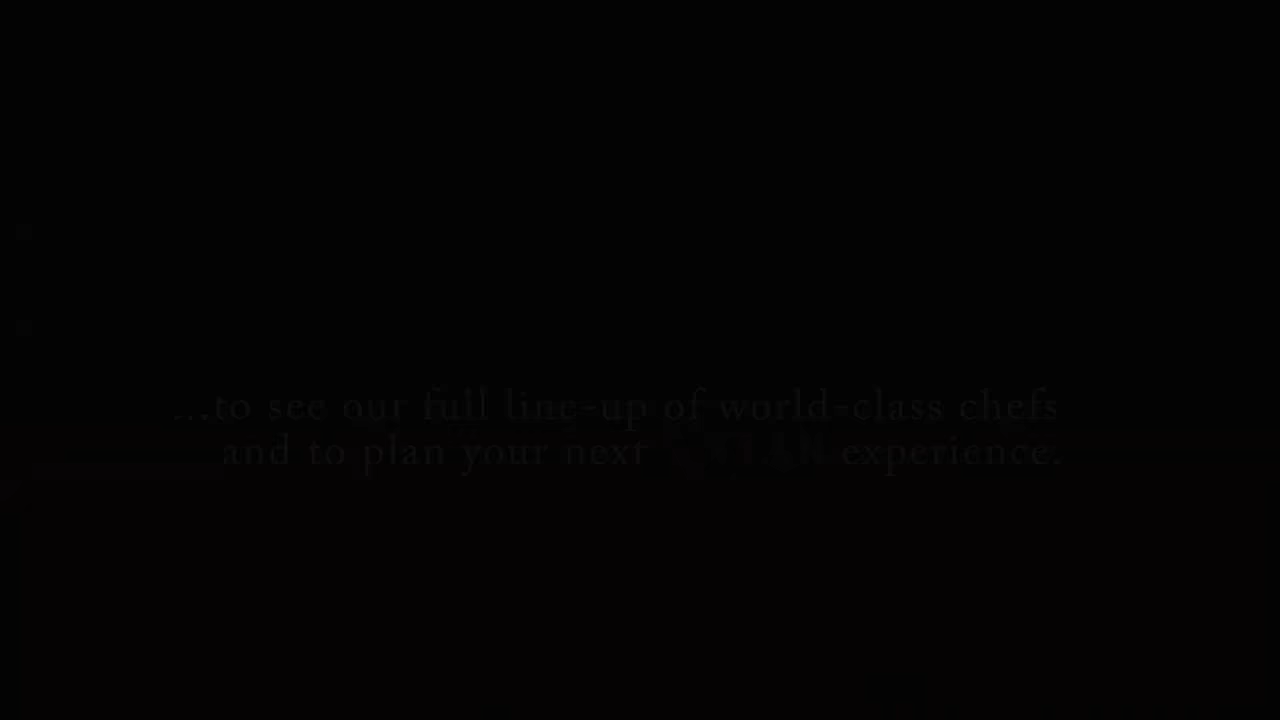 ...to see our full line-up of world-class chefs
and to plan your next experience.